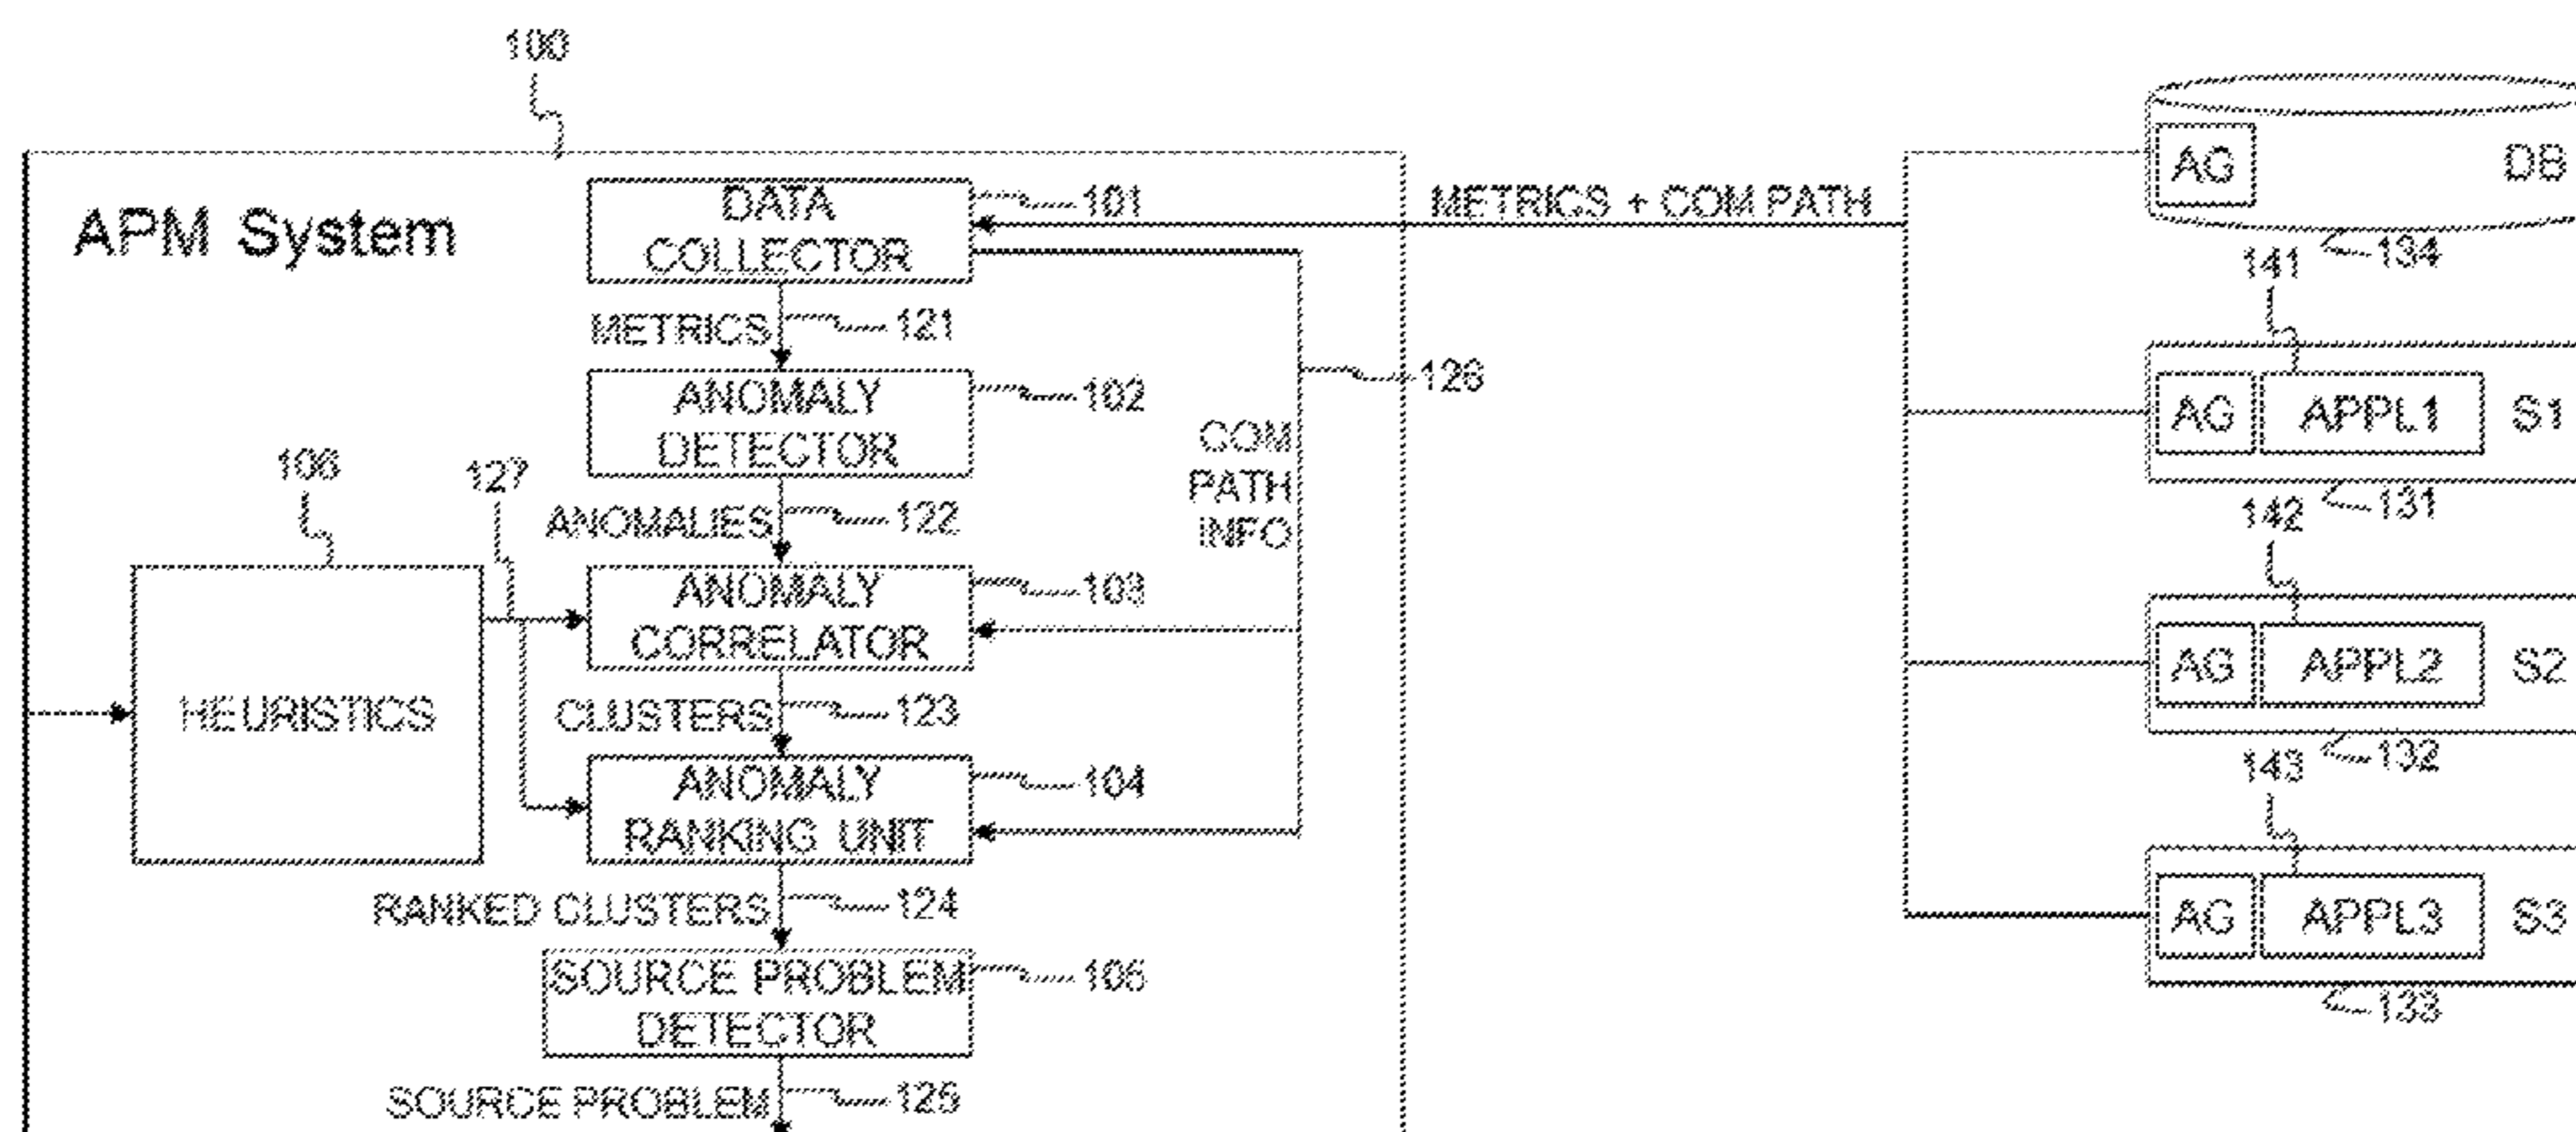 100
APM System
DATA
COLLECTOR
101
METRICS + COM PATH
AG
DB
134
METRICS
121
141
ANOMALY
DETECTOR
102
126
COM
PATH
INFO
AG
APPL1
S1
131
106
127
ANOMALIES
122
142
ANOMALY
CORRELATOR
103
AG
APPL2
S2
132
HEURISTICS
CLUSTERS
123
143
ANOMALY
RANKING UNIT
104
AG
APPL3
S3
133
RANKED CLUSTERS
124
SOURCE PROBLEM
DETECTOR
105
SOURCE PROBLEM
125